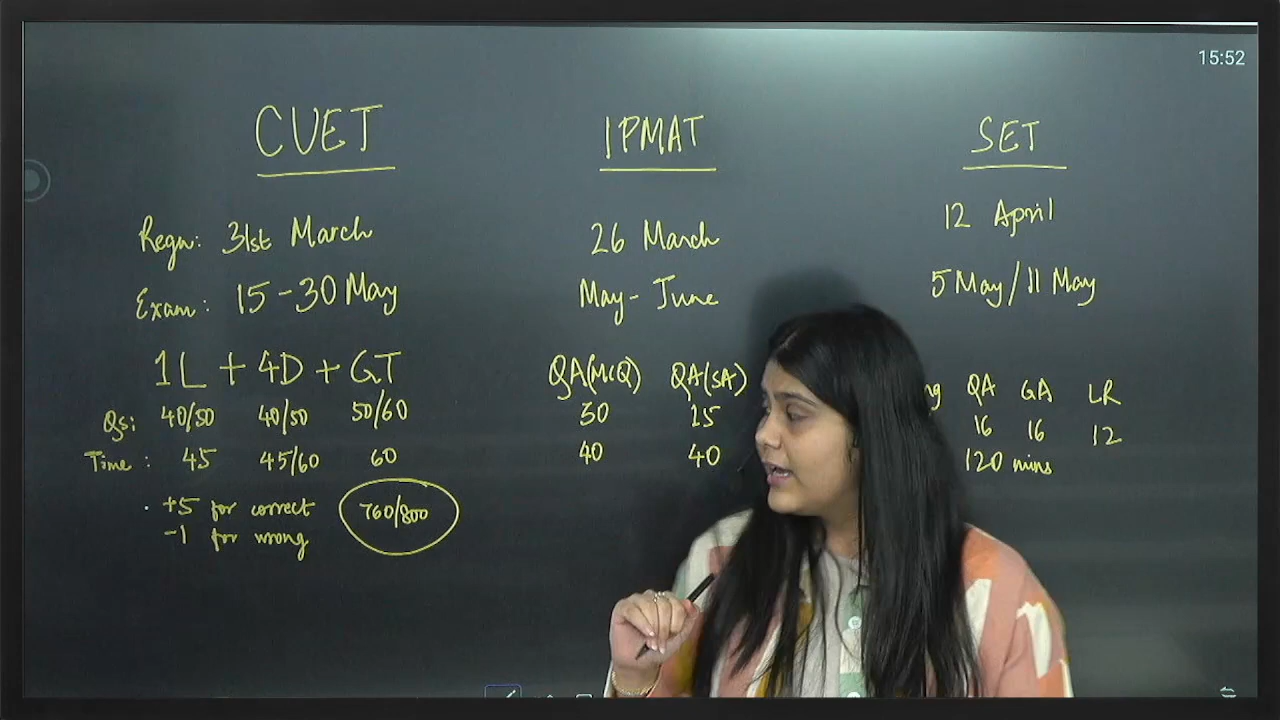 15:52
CUET IPMAT SET
Regn: 31st March 26 March 12 April
Exam: 15-30 May May-June 5 May/11 May
1L + 4D + GT QA(MCQ) QA(SA) ng QA GA LR
Qs: 40/50 40/50 50/60 30 15 16 16 12
Time: 45 45/60 60 40 40 120 mins
• +5 for correct 760/800
-1 for wrong